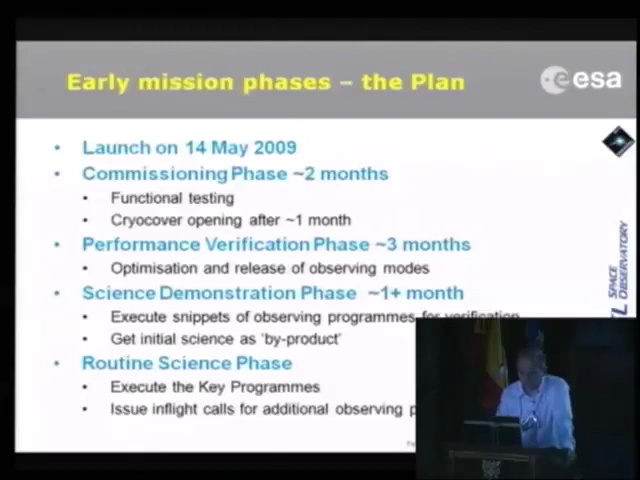 Early mission phases – the Plan
esa
• Launch on 14 May 2009
• Commissioning Phase ~2 months
• Functional testing
• Cryocover opening after ~1 month
• Performance Verification Phase ~3 months
• Optimisation and release of observing modes
• Science Demonstration Phase ~1+ month
• Execute snippets of observing programmes for verification
• Get initial science as ‘by-product’
• Routine Science Phase
• Execute the Key Programmes
• Issue inflight calls for additional observing
SPACE
OBSERVATORY